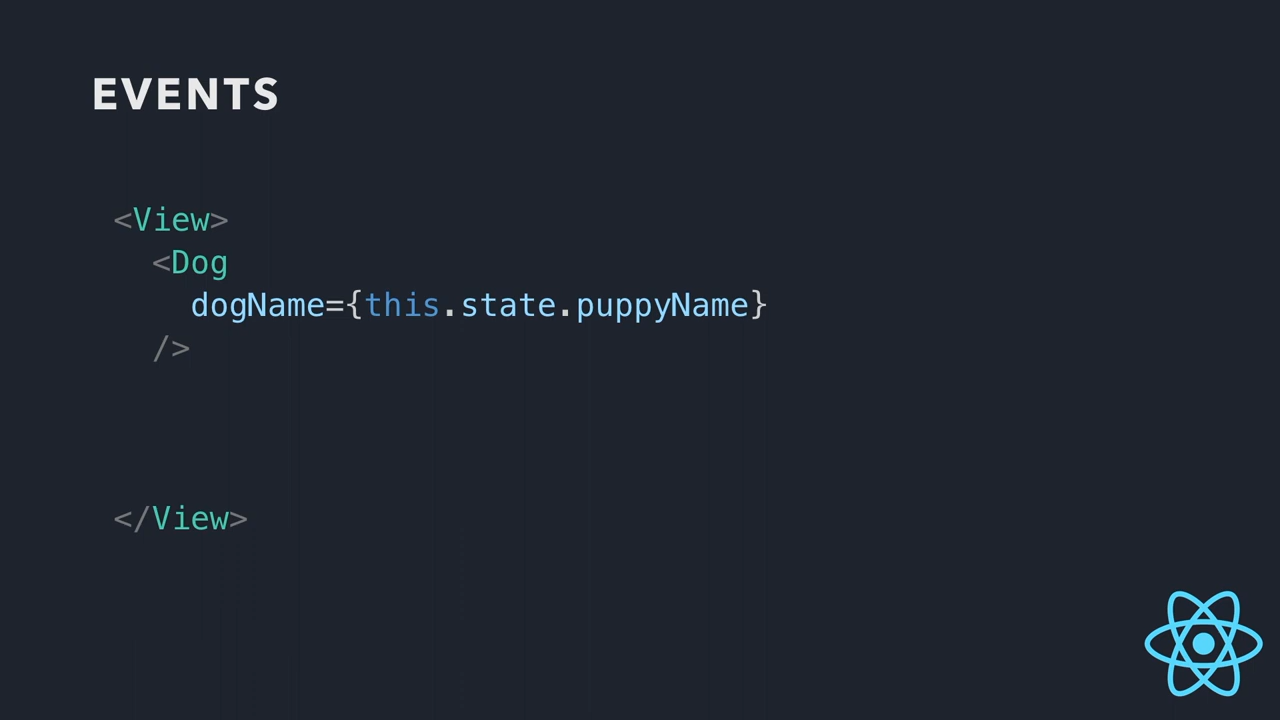 EVENTS
<View>
<Dog
dogName={this.state.puppyName}
/>
</View>